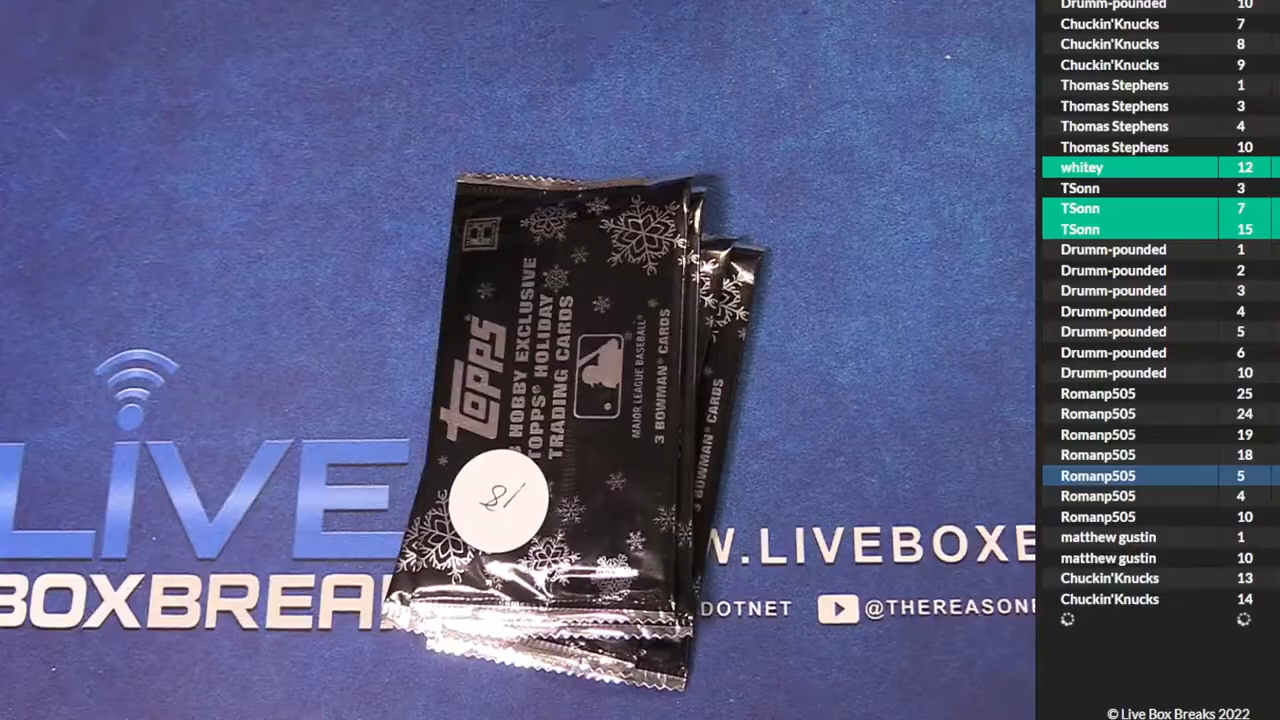 Drumm-pounded 10
Chuckin'Knucks 7
Chuckin'Knucks 8
Chuckin'Knucks 9
Thomas Stephens 1
Thomas Stephens 3
Thomas Stephens 4
Thomas Stephens 10
whitey 12
TSonn 3
TSonn 7
TSonn 15
Drumm-pounded 1
Drumm-pounded 2
Drumm-pounded 3
Drumm-pounded 4
Drumm-pounded 5
Drumm-pounded 6
Drumm-pounded 10
Romanp505 25
Romanp505 24
Romanp505 19
Romanp505 18
Romanp505 5
Romanp505 4
Romanp505 10
matthew gustin 1
matthew gustin 10
Chuckin'Knucks 13
Chuckin'Knucks 14
© Live Box Breaks 2022
topps
HOBBY EXCLUSIVE
TOPPS® HOLIDAY
TRADING CARDS
MAJOR LEAGUE BASEBALL®
3 BOWMAN® CARDS
3 BOWMAN® CARDS
18
LIVE
BOXBREA
W.LIVEBOXB
DOTNET
@THEREASON